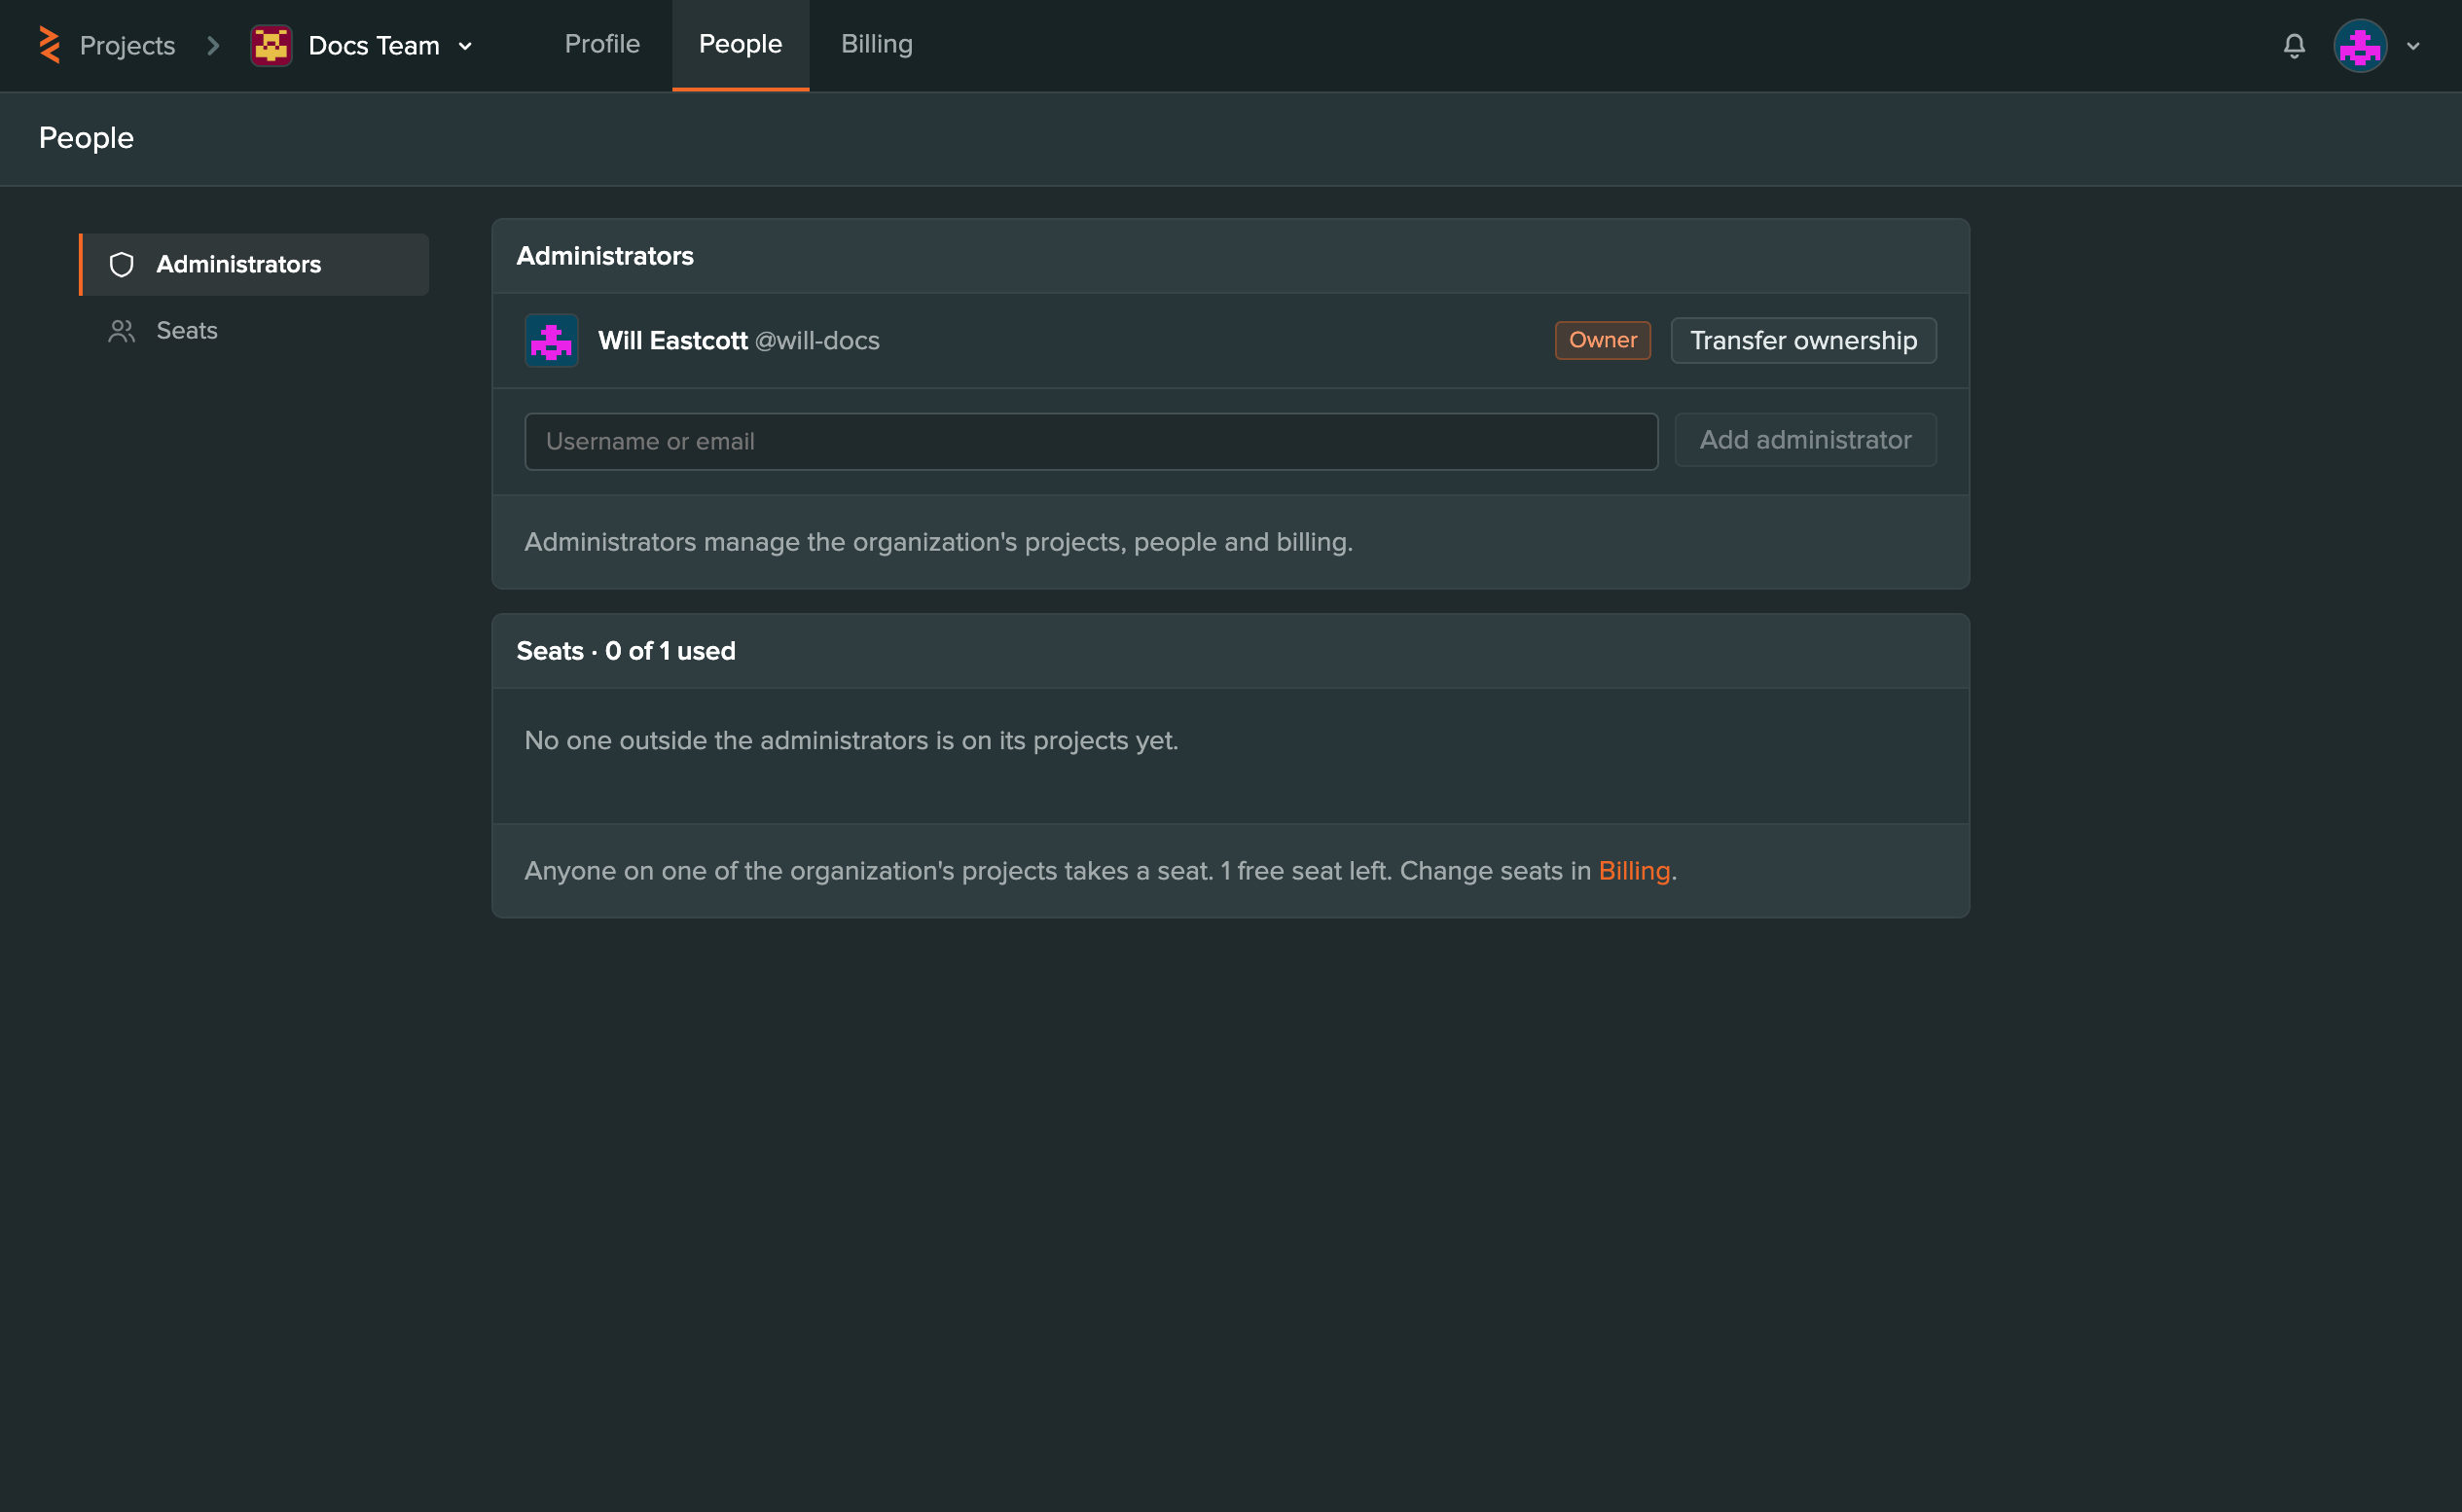 Projects
Docs Team
Profile
People
Billing
People
Administrators
Seats
Administrators
Will Eastcott @will-docs
Owner
Transfer ownership
Username or email
Add administrator
Administrators manage the organization's projects, people and billing.
Seats · 0 of 1 used
No one outside the administrators is on its projects yet.
Anyone on one of the organization's projects takes a seat. 1 free seat left. Change seats in Billing.